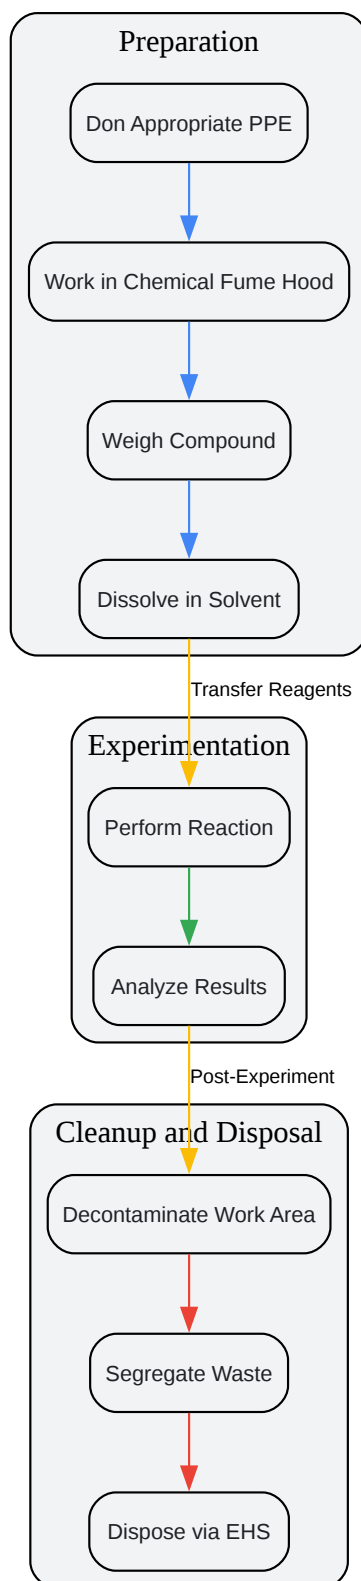 Preparation
Don Appropriate PPE
Work in Chemical Fume Hood
Weigh Compound
Dissolve in Solvent
Transfer Reagents
Experimentation
Perform Reaction
Analyze Results
Post-Experiment
Cleanup and Disposal
Decontaminate Work Area
Segregate Waste
Dispose via EHS